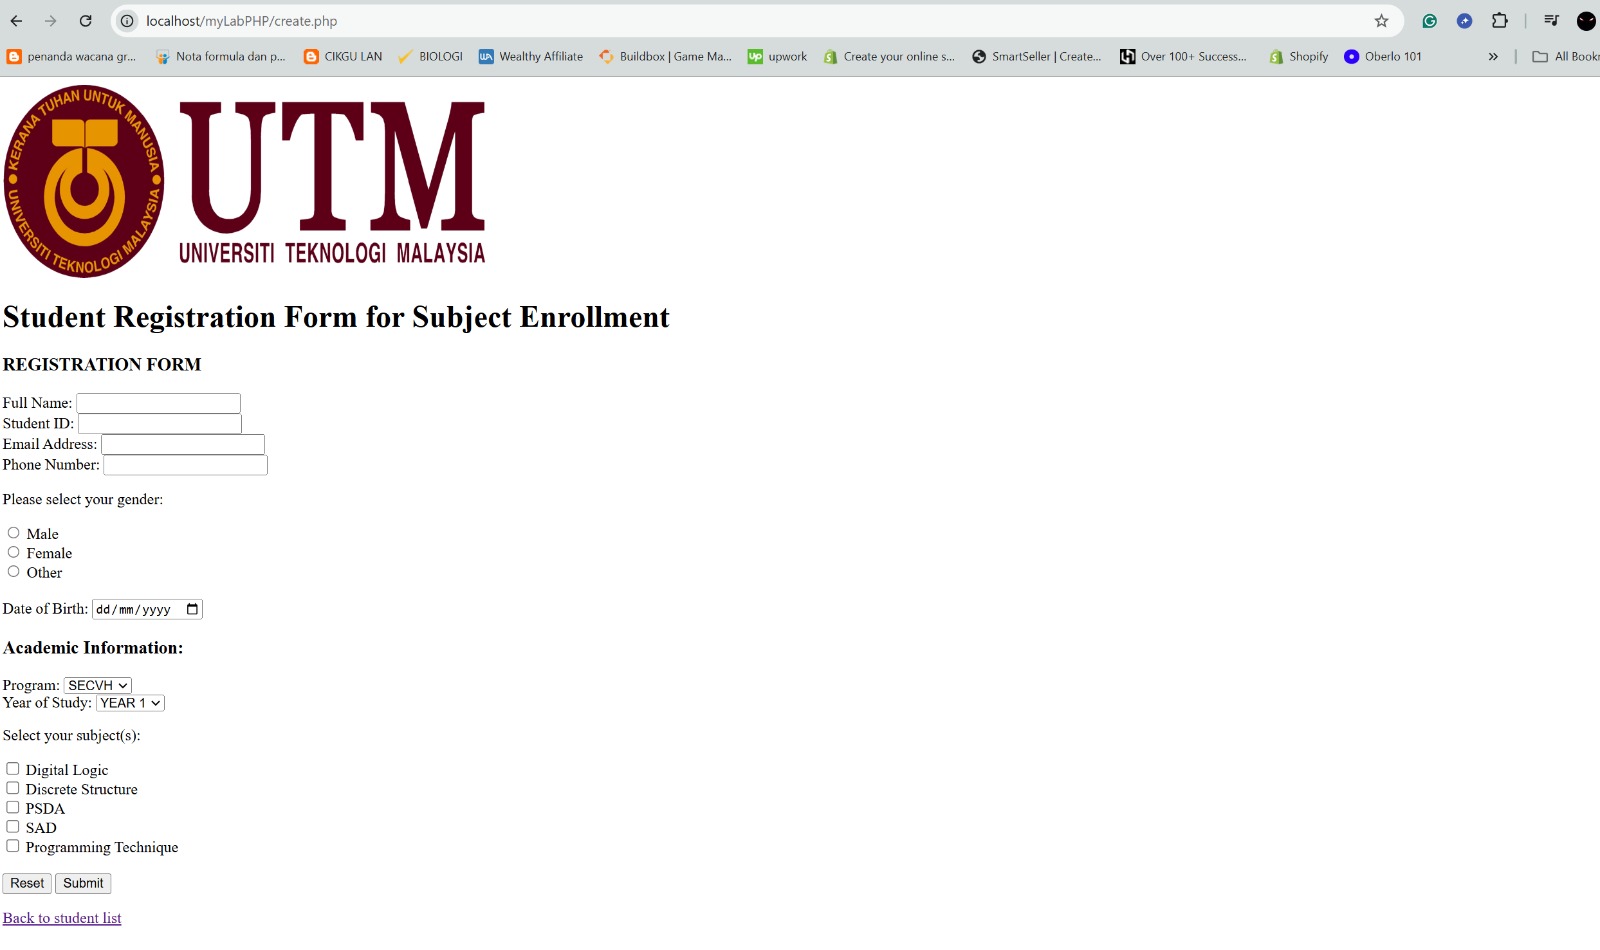 localhost/myLabPHP/create.php
penanda wacana gr... Nota formula dan p... CIKGU LAN BIOLOGI WA Wealthy Affiliate Buildbox | Game Ma... up upwork Create your online s... SmartSeller | Create... Over 100+ Success... Shopify Oberlo 101 » All Bookr
KERANA TUHAN UNTUK MANUSIA
UNIVERSITI TEKNOLOGI MALAYSIA
UTM
UNIVERSITI TEKNOLOGI MALAYSIA
Student Registration Form for Subject Enrollment
REGISTRATION FORM
Full Name:
Student ID:
Email Address:
Phone Number:
Please select your gender:
Male
Female
Other
Date of Birth: dd/mm/yyyy
Academic Information:
Program: SECVH
Year of Study: YEAR 1
Select your subject(s):
Digital Logic
Discrete Structure
PSDA
SAD
Programming Technique
Reset Submit
Back to student list